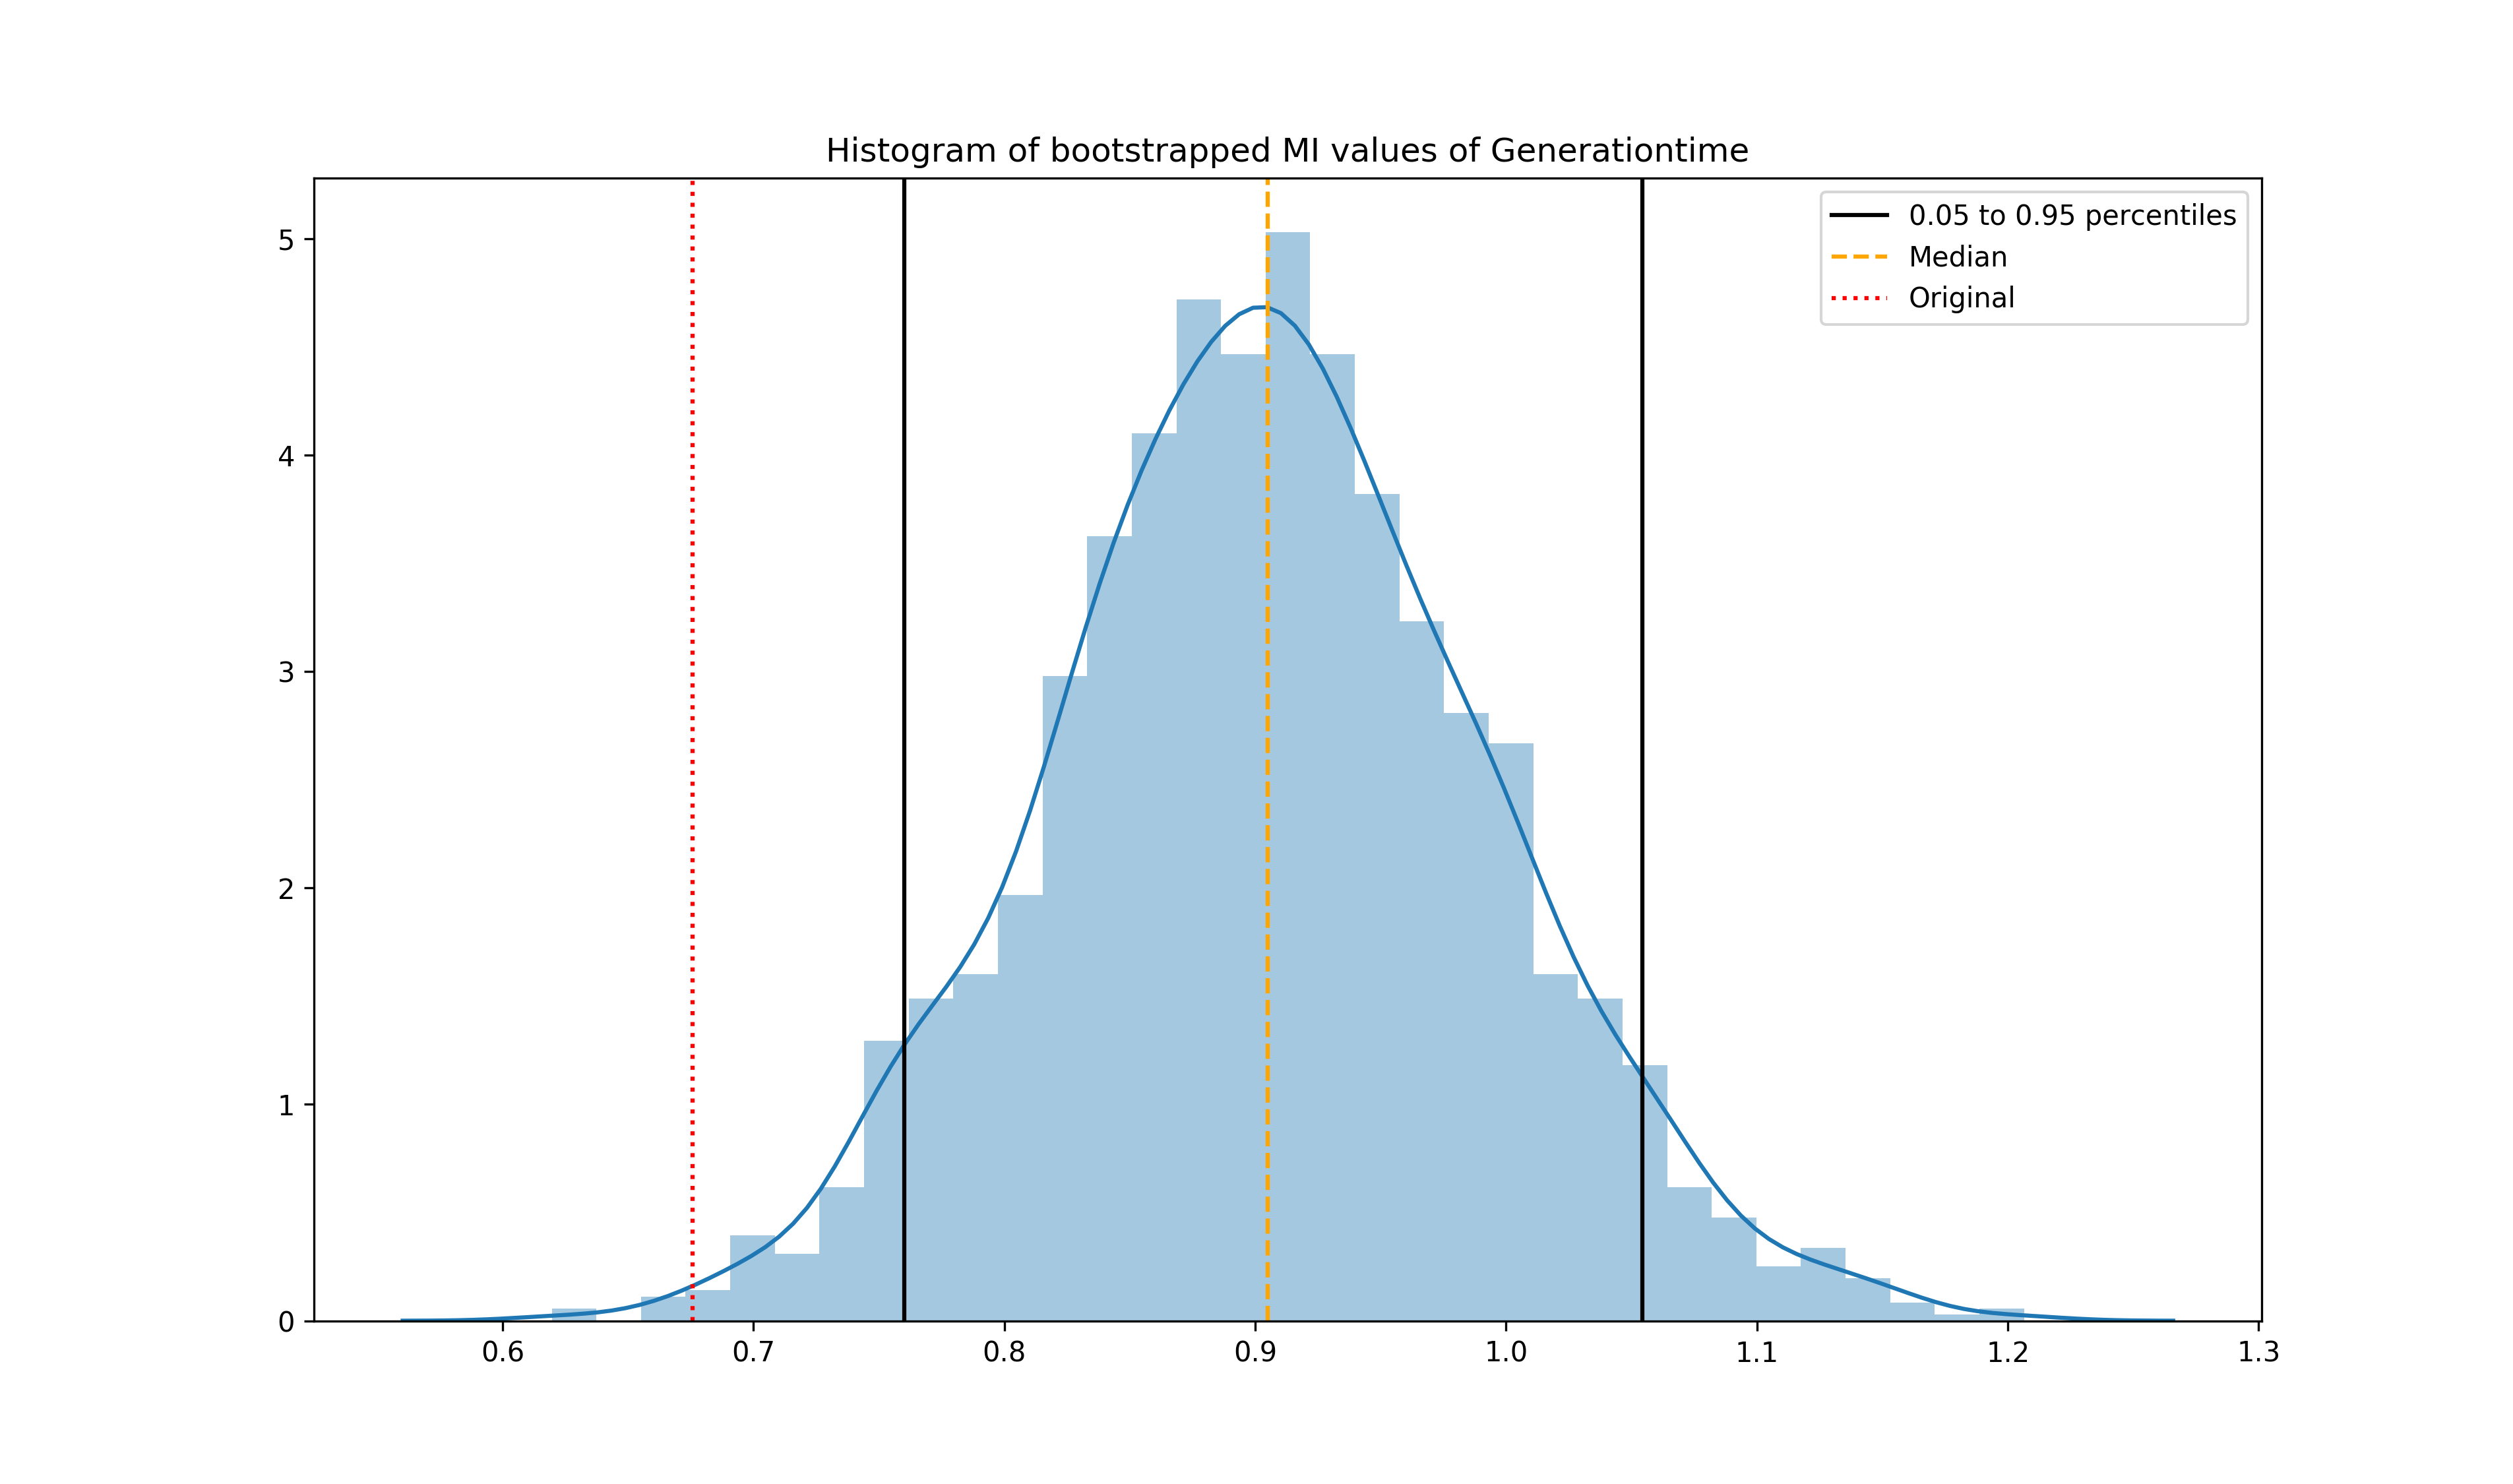 Histogram of bootstrapped MI values of Generationtime
0.05 to 0.95 percentiles
Median
Original
5
4
3
2
1
0
0.6 0.7 0.8 0.9 1.0 1.1 1.2 1.3